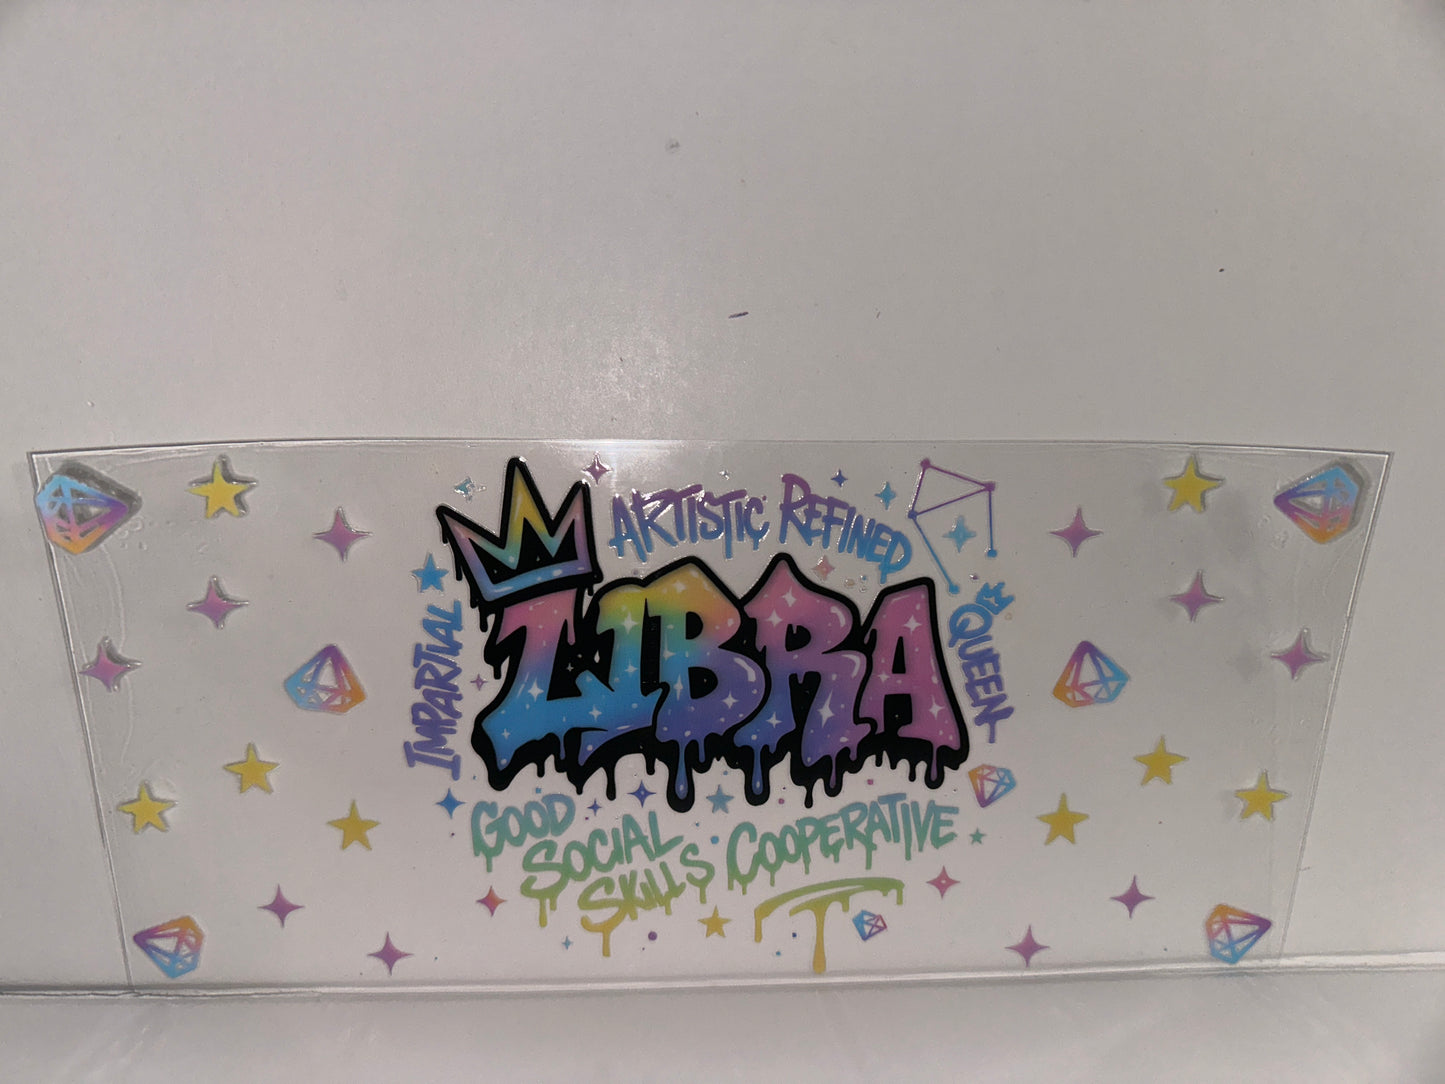 ARTISTIC REFINED
IMPARTIAL
LIBRA
QUEEN
GOOD
SOCIAL
SKILLS
COOPERATIVE